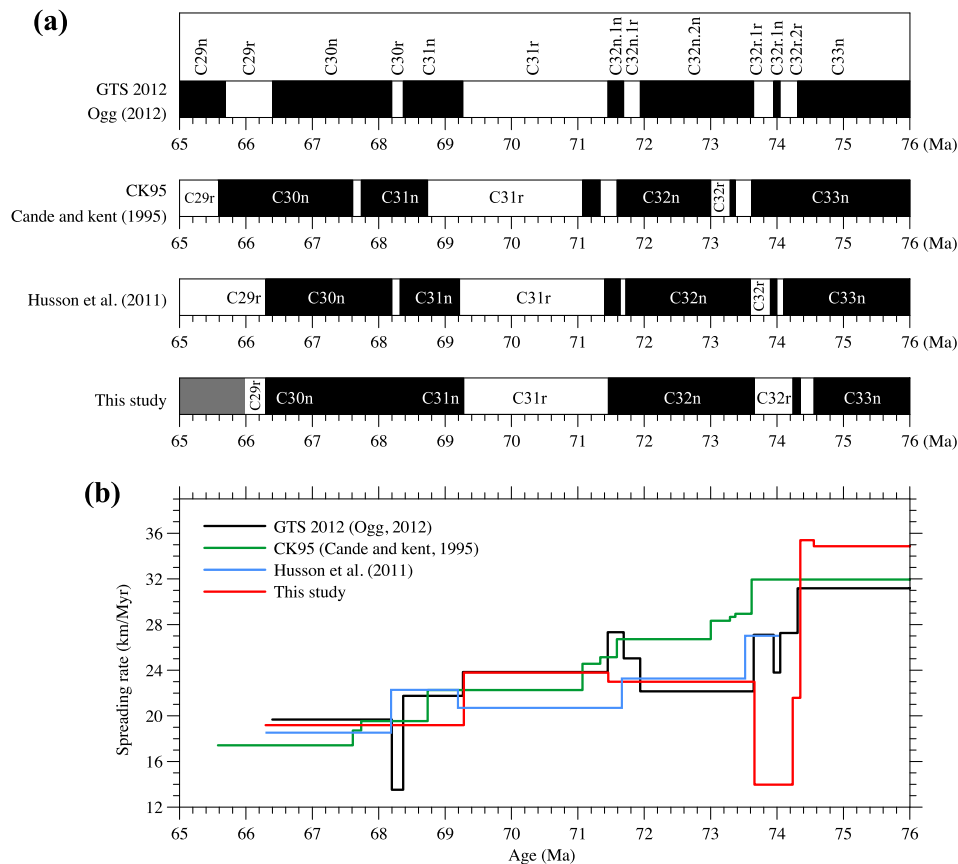 (a)
C29n C29r C30n C30r C31n C31r C32n.1n C32n.1r C32n.2n C32r.1r C32r.1n C32r.2r C33n
GTS 2012
Ogg (2012)
65 66 67 68 69 70 71 72 73 74 75 76 (Ma)
CK95
Cande and kent (1995)
C29r C30n C31n C31r C32n C32r C33n
65 66 67 68 69 70 71 72 73 74 75 76 (Ma)
Husson et al. (2011)
C29r C30n C31n C31r C32n C32r C33n
65 66 67 68 69 70 71 72 73 74 75 76 (Ma)
This study
C29r C30n C31n C31r C32n C32r C33n
65 66 67 68 69 70 71 72 73 74 75 76 (Ma)
(b)
GTS 2012 (Ogg, 2012)
CK95 (Cande and kent, 1995)
Husson et al. (2011)
This study
Spreading rate (km/Myr)
36
32
28
24
20
16
12
65 66 67 68 69 70 71 72 73 74 75 76
Age (Ma)